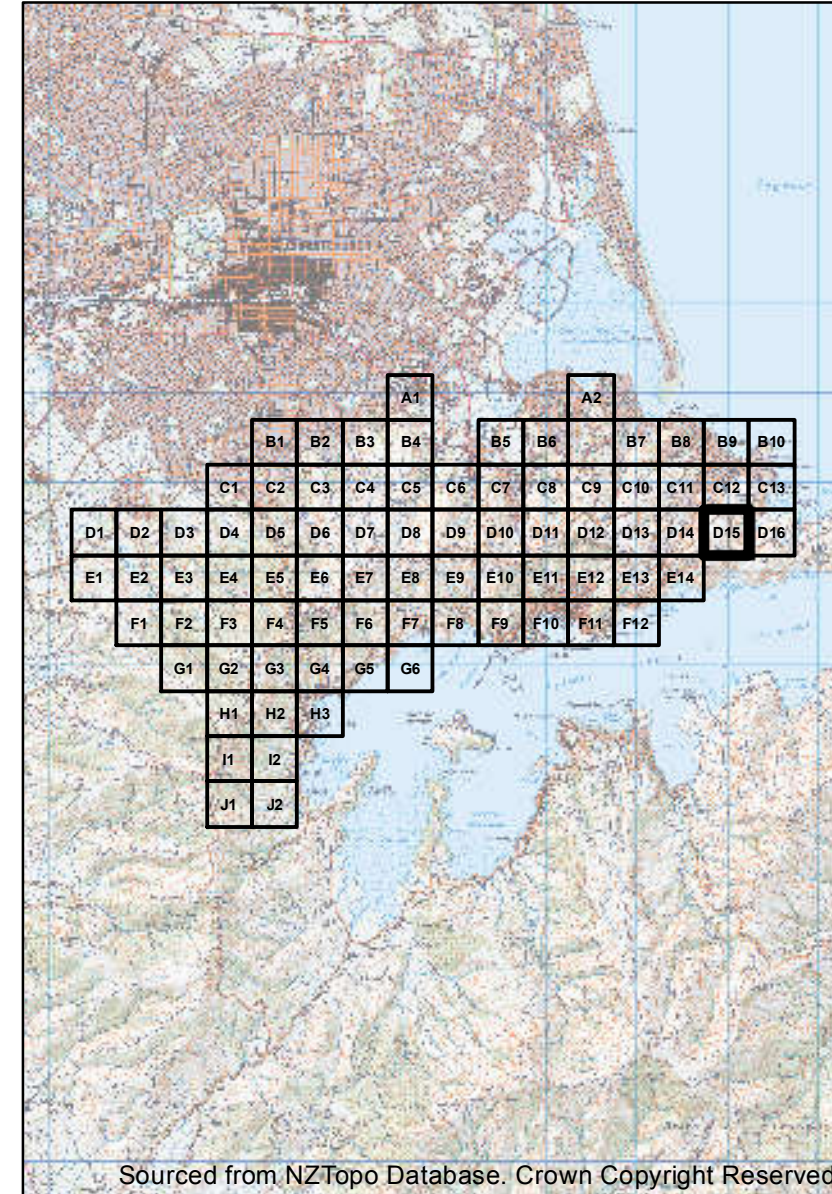 A1 A2
B1 B2 B3 B4 B5 B6 B7 B8 B9 B10
C1 C2 C3 C4 C5 C6 C7 C8 C9 C10 C11 C12 C13
D1 D2 D3 D4 D5 D6 D7 D8 D9 D10 D11 D12 D13 D14 D15 D16
E1 E2 E3 E4 E5 E6 E7 E8 E9 E10 E11 E12 E13 E14
F1 F2 F3 F4 F5 F6 F7 F8 F9 F10 F11 F12
G1 G2 G3 G4 G5 G6
H1 H2 H3
I1 I2
J1 J2
Sourced from NZTopo Database. Crown Copyright Reserved